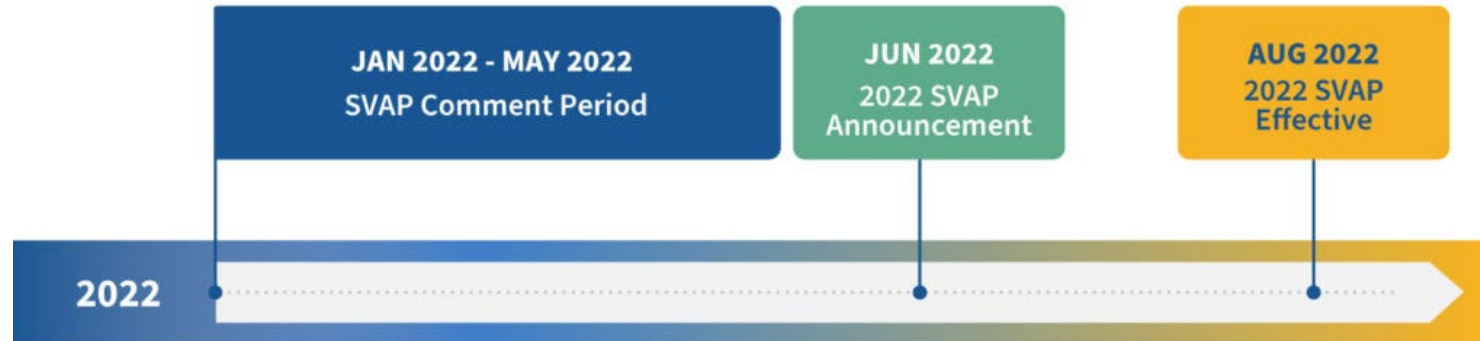 JAN 2022 - MAY 2022
SVAP Comment Period
JUN 2022
2022 SVAP
Announcement
AUG 2022
2022 SVAP
Effective
2022